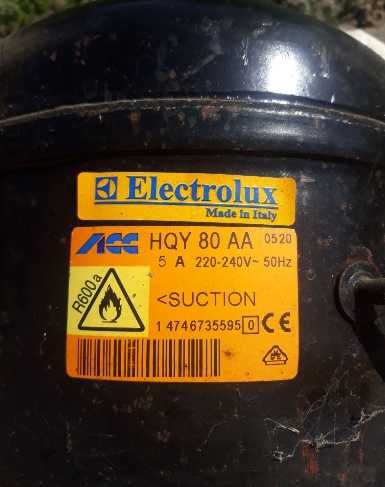 Electrolux
Made in Italy
ACC HQY 80 AA 0520
5 A 220-240V~ 50Hz
R600a
<SUCTION
1 4746735595 0 CE